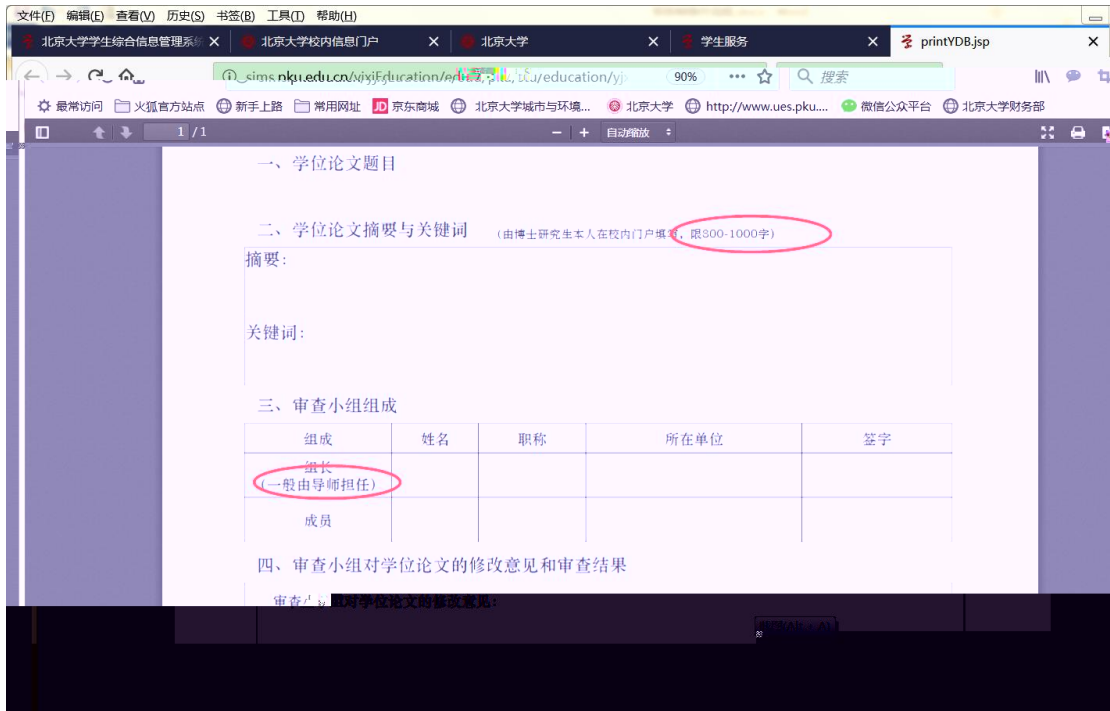 文件(F) 编辑(E) 查看(V) 历史(S) 书签(B) 工具(T) 帮助(H)
北京大学学生综合信息管理系统 北京大学校内信息门户 北京大学 学生服务 printYDB.jsp
90% 搜索
最常访问 火狐官方站点 新手上路 常用网址 JD 京东商城 北京大学城市与环境... 北京大学 http://www.ues.pku.... 微信公众平台 北京大学财务部
1 / 1 自动缩放
一、学位论文题目
二、学位论文摘要与关键词 (由博士研究生本人在校内门户填写，限800-1000字)
摘要:
关键词:
三、审查小组组成
组成 姓名 职称 所在单位 签字
组长
(一般由导师担任)
成员
四、审查小组对学位论文的修改意见和审查结果
审查小组对学位论文的修改意见: